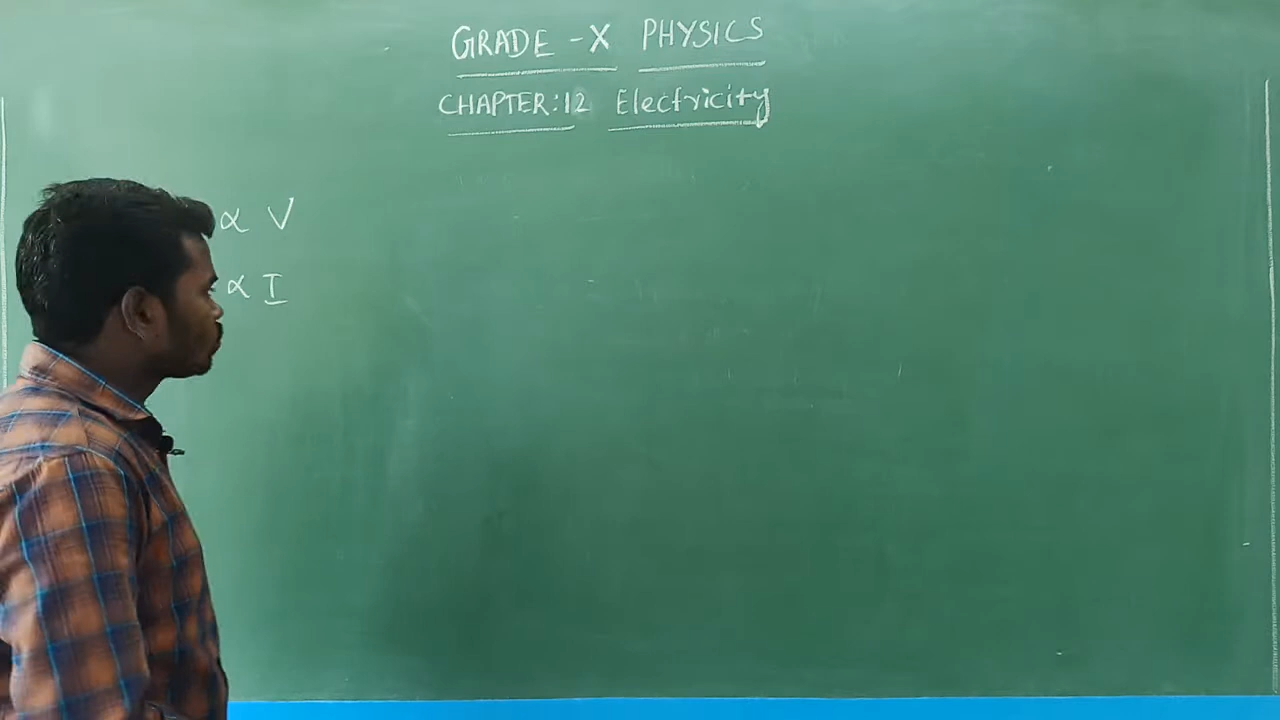 GRADE - X PHYSICS
CHAPTER: 12 Electricity
∝ V
∝ I